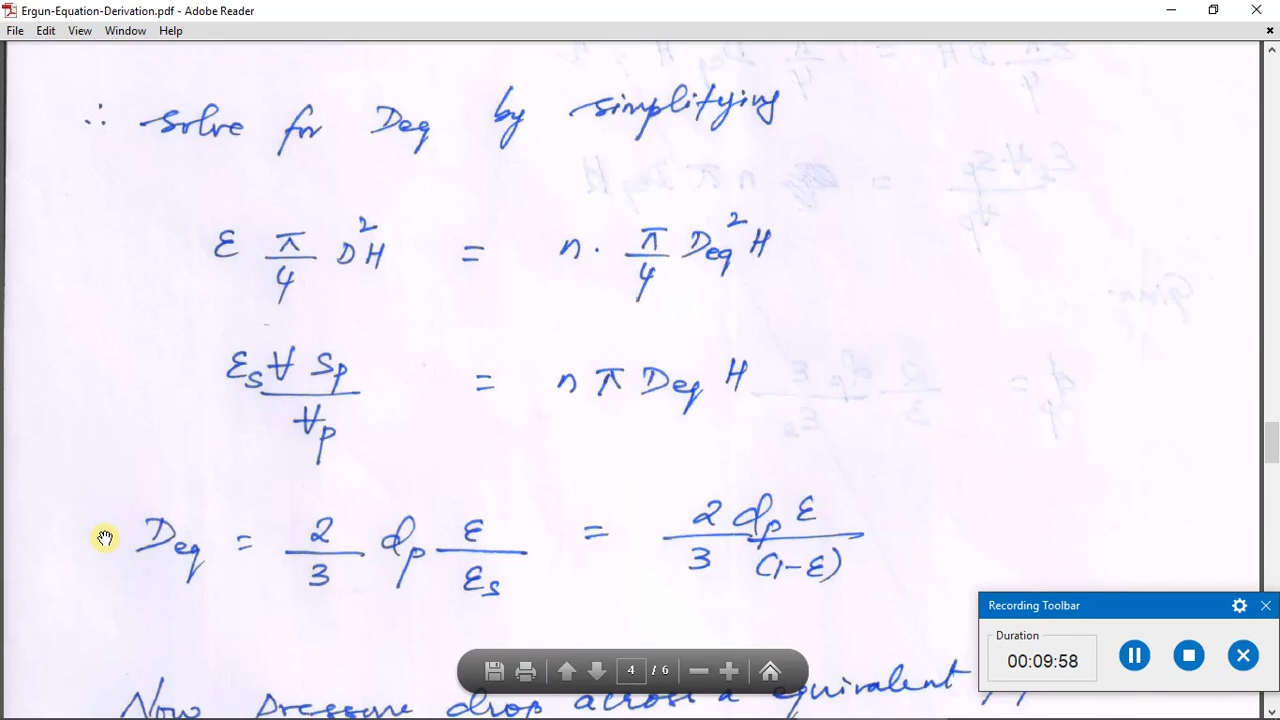 Ergun-Equation-Derivation.pdf - Adobe Reader
File Edit View Window Help
∴ solve for Deq by simplifying
ε π/4 D²H = n · π/4 Deq² H
εs V Sp / Vp = n π Deq H
Deq = 2/3 dp ε/εs = 2/3 dp ε/(1-ε)
Recording Toolbar
Duration
00:09:58
4 / 6
Now pressure drop across a equivalent